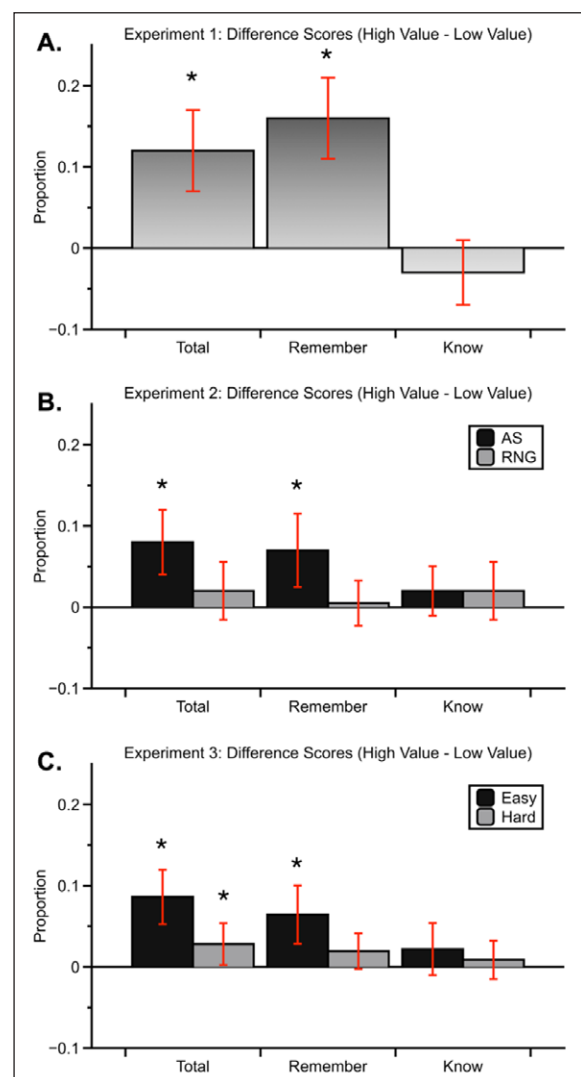 A.
Experiment 1: Difference Scores (High Value - Low Value)
Proportion
0.2
0.1
0
−0.1
*
*
Total
Remember
Know
B.
Experiment 2: Difference Scores (High Value - Low Value)
Proportion
0.2
0.1
0
−0.1
AS
RNG
*
*
Total
Remember
Know
C.
Experiment 3: Difference Scores (High Value - Low Value)
Proportion
0.2
0.1
0
−0.1
Easy
Hard
*
*
*
Total
Remember
Know